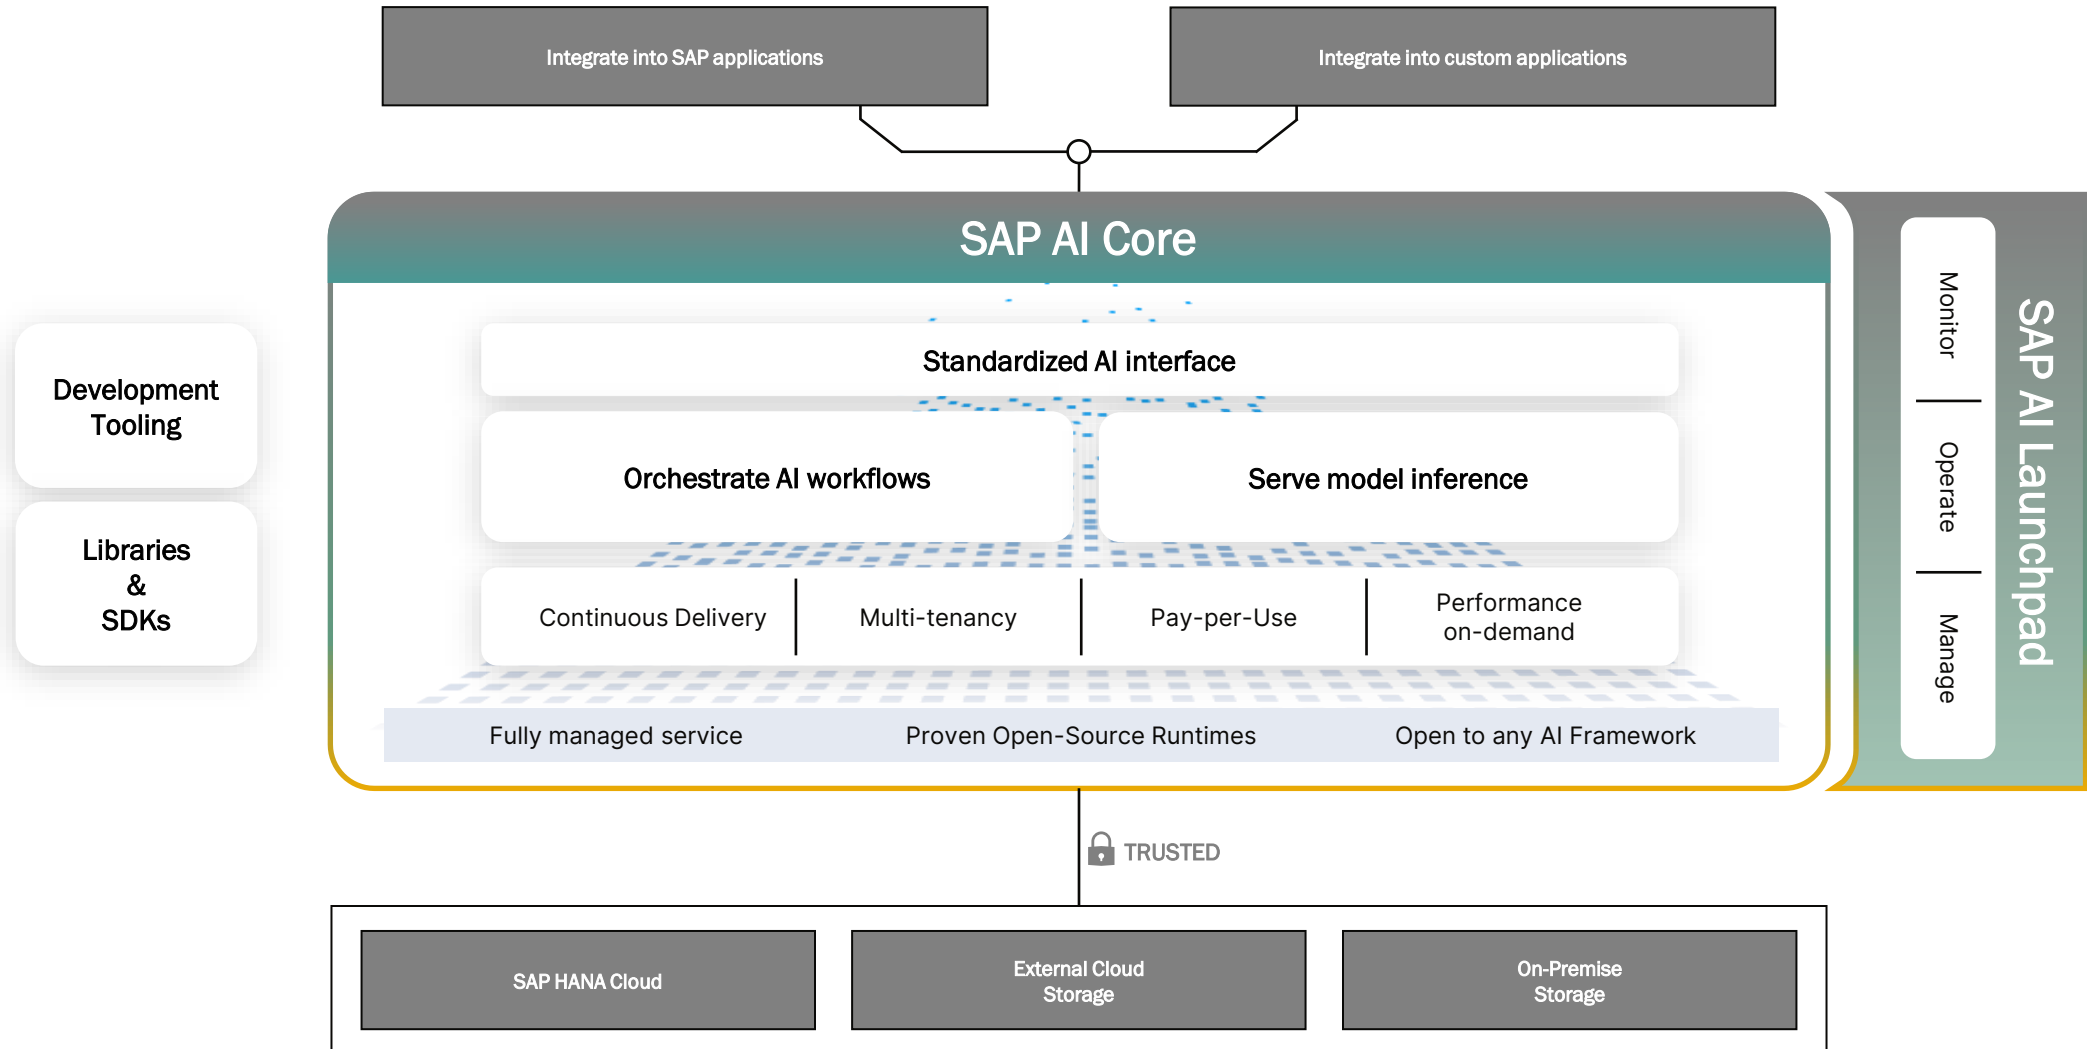 Integrate into SAP applications
Integrate into custom applications
SAP AI Core
Standardized AI interface
Orchestrate AI workflows
Serve model inference
Continuous Delivery
Multi-tenancy
Pay-per-Use
Performance
on-demand
Fully managed service
Proven Open-Source Runtimes
Open to any AI Framework
Development
Tooling
Libraries
&
SDKs
Monitor
Operate
Manage
SAP AI Launchpad
TRUSTED
SAP HANA Cloud
External Cloud
Storage
On-Premise
Storage